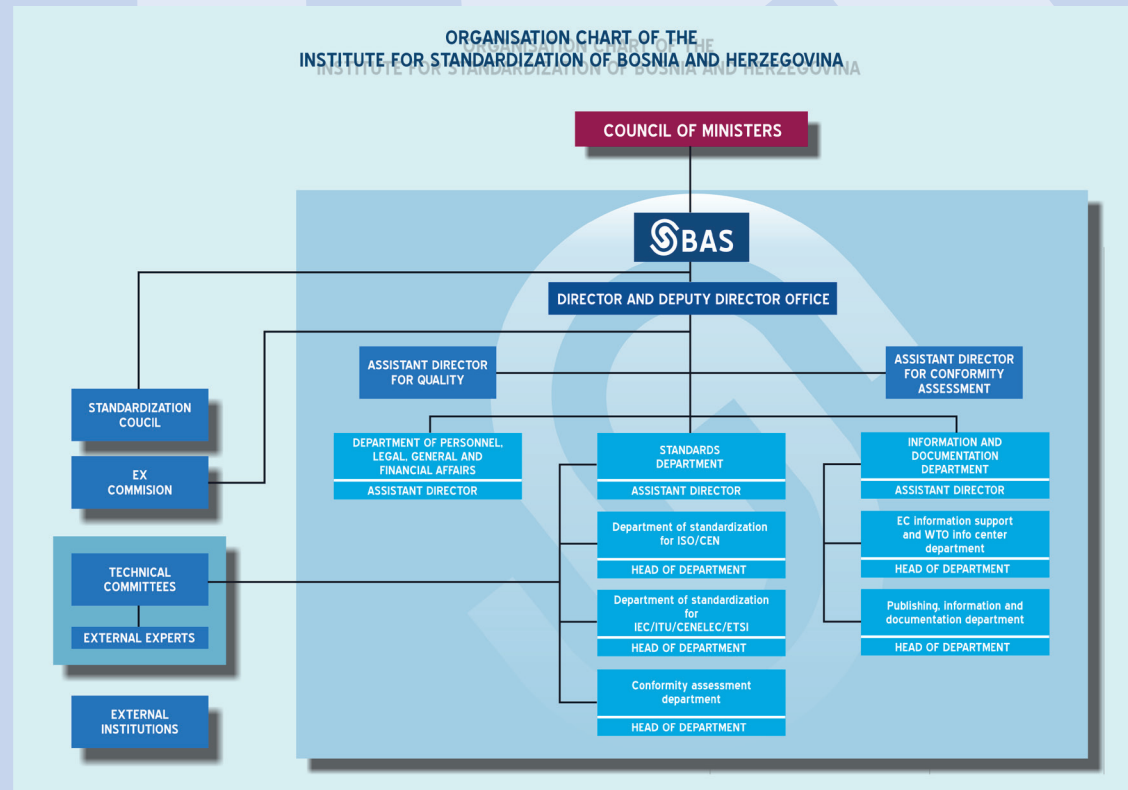 ORGANISATION CHART OF THE
INSTITUTE FOR STANDARDIZATION OF BOSNIA AND HERZEGOVINA
COUNCIL OF MINISTERS
BAS
DIRECTOR AND DEPUTY DIRECTOR OFFICE
ASSISTANT DIRECTOR
FOR QUALITY
ASSISTANT DIRECTOR
FOR CONFORMITY
ASSESSMENT
STANDARDIZATION
COUCIL
EX
COMMISION
TECHNICAL
COMMITTEES
EXTERNAL EXPERTS
EXTERNAL
INSTITUTIONS
DEPARTMENT OF PERSONNEL,
LEGAL, GENERAL AND
FINANCIAL AFFAIRS
ASSISTANT DIRECTOR
STANDARDS
DEPARTMENT
ASSISTANT DIRECTOR
Department of standardization
for ISO/CEN
HEAD OF DEPARTMENT
Department of standardization
for
IEC/ITU/CENELEC/ETSI
HEAD OF DEPARTMENT
Conformity assessment
department
HEAD OF DEPARTMENT
INFORMATION AND
DOCUMENTATION
DEPARTMENT
ASSISTANT DIRECTOR
EC information support
and WTO info center
department
HEAD OF DEPARTMENT
Publishing, information and
documentation department
HEAD OF DEPARTMENT